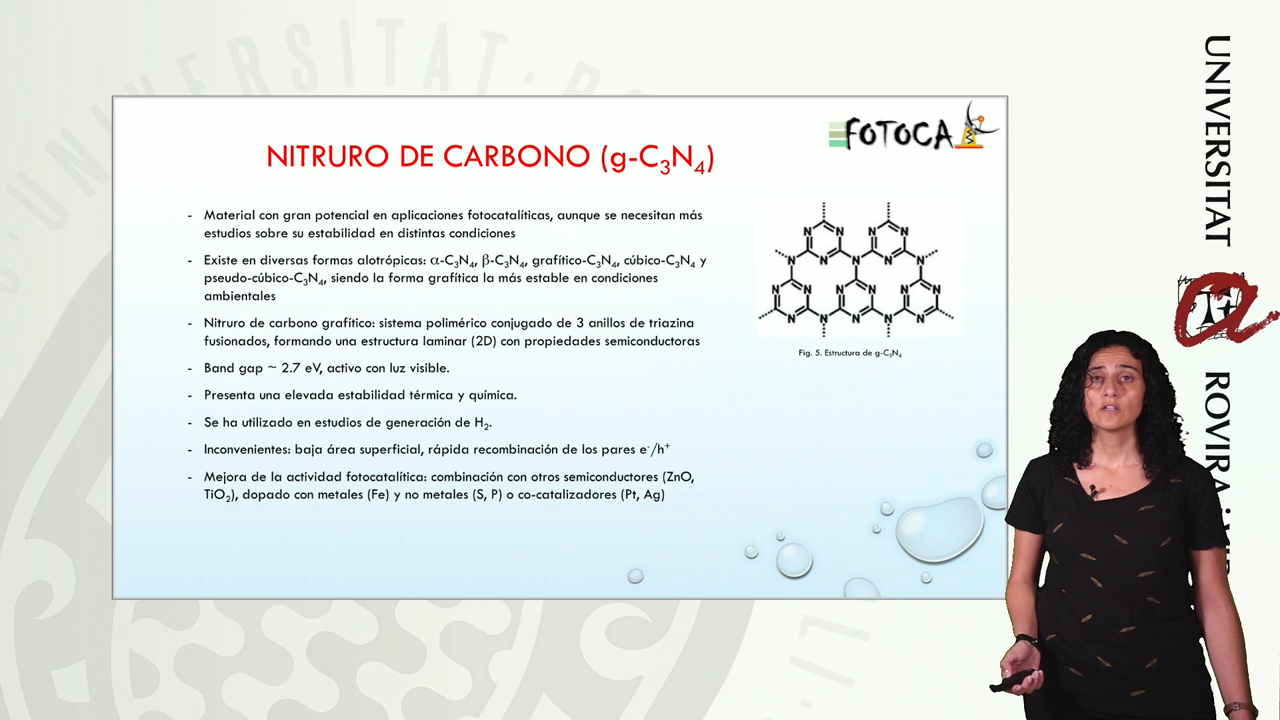 UNIVERSITAT
ROVIRA
FOTOCA
NITRURO DE CARBONO (g-C₃N₄)
- Material con gran potencial en aplicaciones fotocatalíticas, aunque se necesitan más
estudios sobre su estabilidad en distintas condiciones
- Existe en diversas formas alotrópicas: α-C₃N₄, β-C₃N₄, grafítico-C₃N₄, cúbico-C₃N₄ y
pseudo-cúbico-C₃N₄, siendo la forma grafítica la más estable en condiciones
ambientales
- Nitruro de carbono grafítico: sistema polimérico conjugado de 3 anillos de triazina
fusionados, formando una estructura laminar (2D) con propiedades semiconductoras
- Band gap ~ 2.7 eV, activo con luz visible.
- Presenta una elevada estabilidad térmica y química.
- Se ha utilizado en estudios de generación de H₂.
- Inconvenientes: baja área superficial, rápida recombinación de los pares e⁻/h⁺
- Mejora de la actividad fotocatalítica: combinación con otros semiconductores (ZnO,
TiO₂), dopado con metales (Fe) y no metales (S, P) o co-catalizadores (Pt, Ag)
N N N N
N N
N N N
N N N N N N
N N N
N N
Fig. 5. Estructura de g-C₃N₄